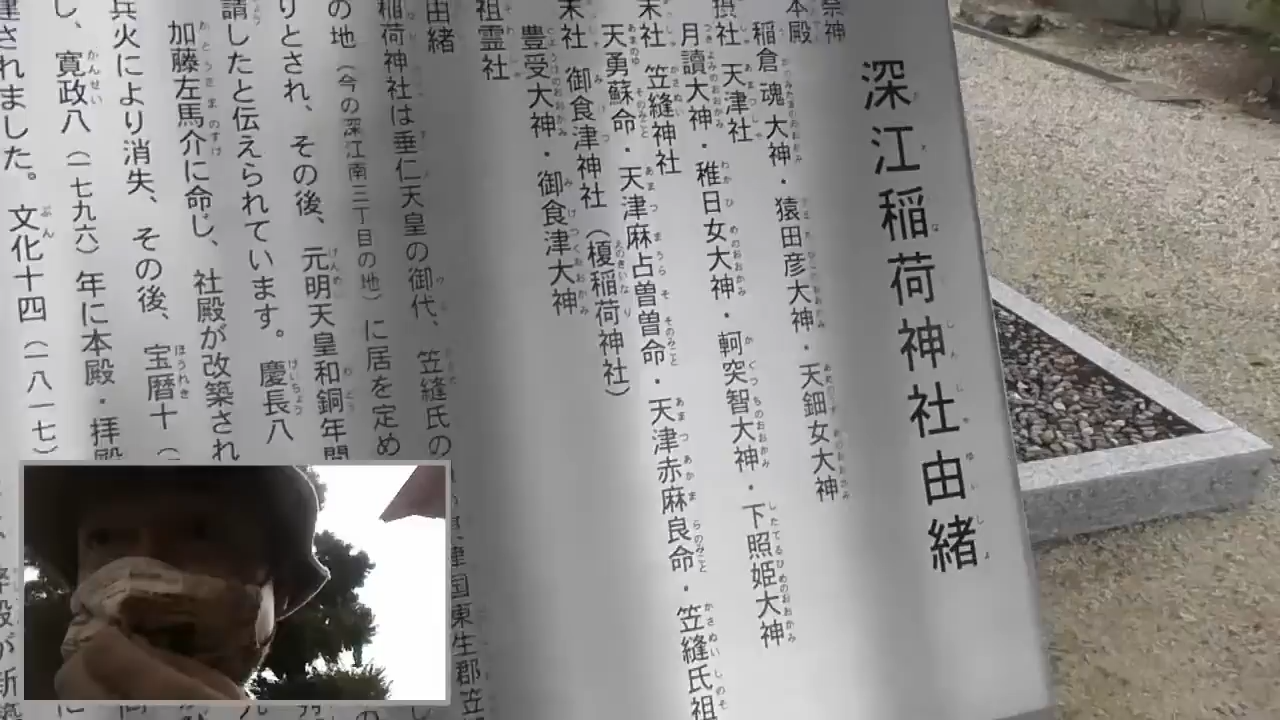 深江稲荷神社由緒
祭神
本殿 稲倉魂大神・猿田彦大神・天鈿女大神
摂社 天津社
月讀大神・稚日女大神・軻突智大神・下照姫大神
末社 笠縫神社
天勇蘇命・天津麻占曽曽命・天津赤麻良命・笠縫氏祖
末社 御食津神社(榎稲荷神社)
豊受大神・御食津大神
祖霊社
由緒
稲荷神社は垂仁天皇の御代、笠縫氏の
津国東生郡笠
の地(今の深江南三丁目の地)に居を定め
りとされ、その後、元明天皇和銅年間
請したと伝えられています。慶長八
加藤左馬介に命じ、社殿が改築され
兵火により消失、その後、宝暦十(
し、寛政八(一七九六)年に本殿・拝殿
建されました。文化十四(一八一七)